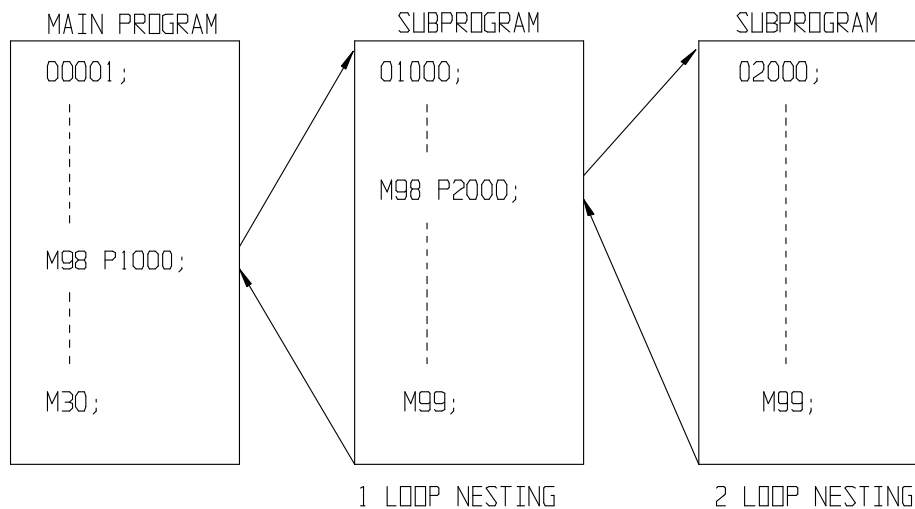 MAIN PROGRAM
O0001;
M98 P1000;
M30;
SUBPROGRAM
O1000;
M98 P2000;
M99;
1 LOOP NESTING
SUBPROGRAM
O2000;
M99;
2 LOOP NESTING